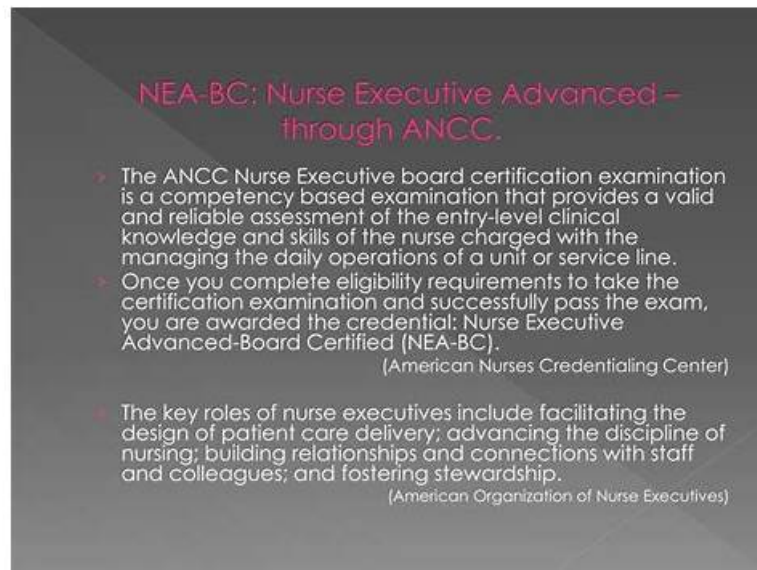 NEA-BC: Nurse Executive Advanced –
through ANCC.
The ANCC Nurse Executive board certification examination
is a competency based examination that provides a valid
and reliable assessment of the entry-level clinical
knowledge and skills of the nurse charged with the
managing the daily operations of a unit or service line.
Once you complete eligibility requirements to take the
certification examination and successfully pass the exam,
you are awarded the credential: Nurse Executive
Advanced-Board Certified (NEA-BC).
(American Nurses Credentialing Center)
The key roles of nurse executives include facilitating the
design of patient care delivery; advancing the discipline of
nursing; building relationships and connections with staff
and colleagues; and fostering stewardship.
(American Organization of Nurse Executives)